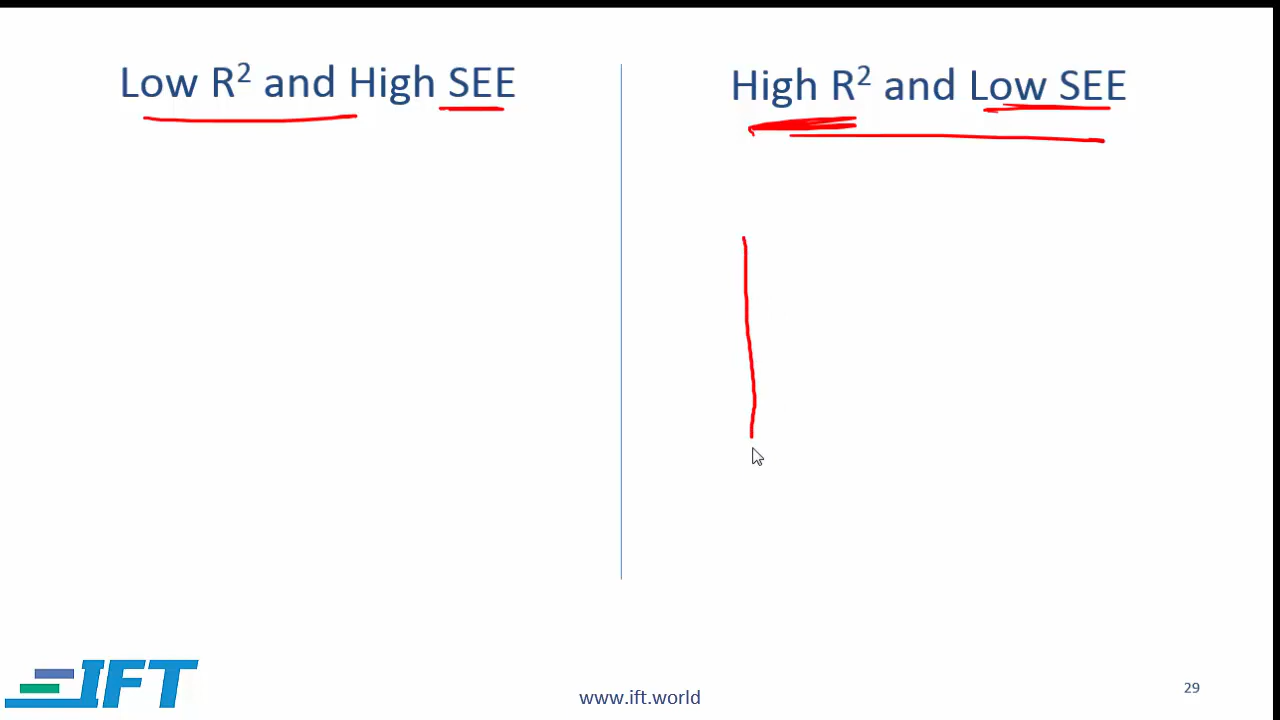 Low R² and High SEE
High R² and Low SEE
IFT
www.ift.world
29